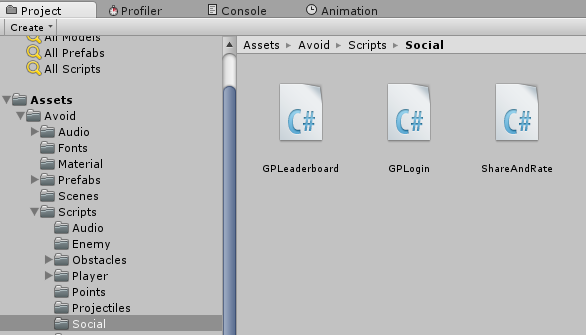 Project Profiler Console Animation
Create
All Models
All Prefabs
All Scripts
Assets
Avoid
Audio
Fonts
Material
Prefabs
Scenes
Scripts
Audio
Enemy
Obstacles
Player
Points
Projectiles
Social
Assets Avoid Scripts Social
C# C# C#
GPLeaderboard GPLogin ShareAndRate